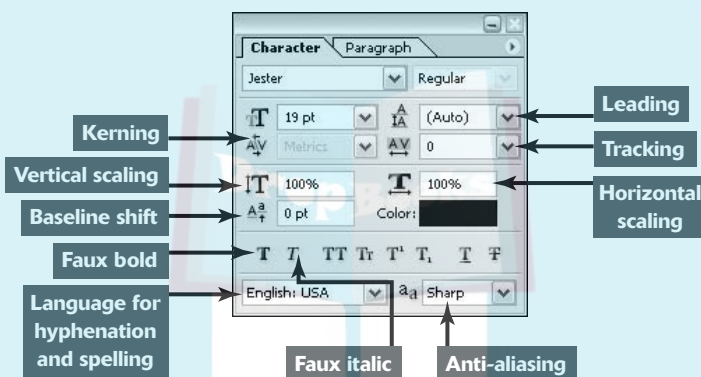 Character Paragraph
Jester Regular
19 pt (Auto)
Leading
Kerning
Metrics 0
Tracking
Vertical scaling
100% 100%
Horizontal
scaling
Baseline shift
0 pt Color:
Faux bold
T T TT Tr T¹ T₁ T T
Language for
hyphenation
and spelling
English: USA aa Sharp
Faux italic
Anti-aliasing